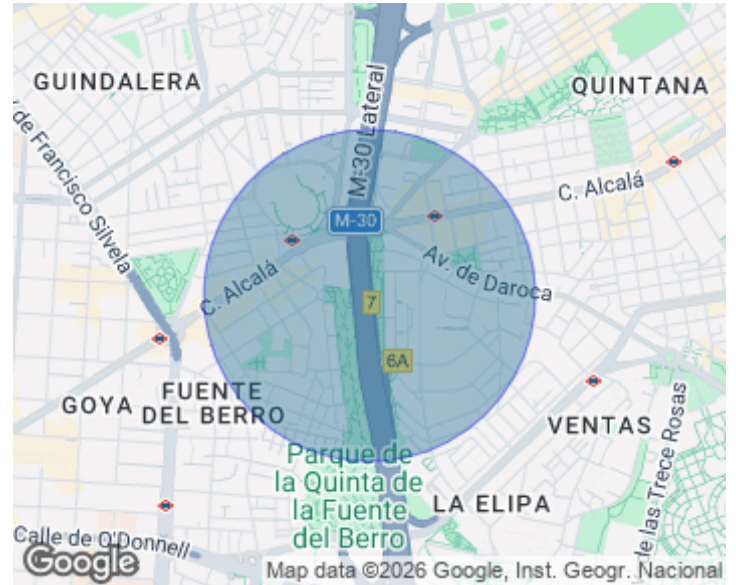 GUINDALERA
QUINTANA
M-30 Lateral
de Francisco Silvela
C. Alcalá
M-30
C. Alcalá
Av. de Daroca
7
6A
GOYA
FUENTE
DEL BERRO
VENTAS
Parque de
la Quinta de
la Fuente
del Berro
LA ELIPA
de las Trece Rosas
Calle de O'Donnell
Google
Map data ©2026 Google, Inst. Geogr. Nacional